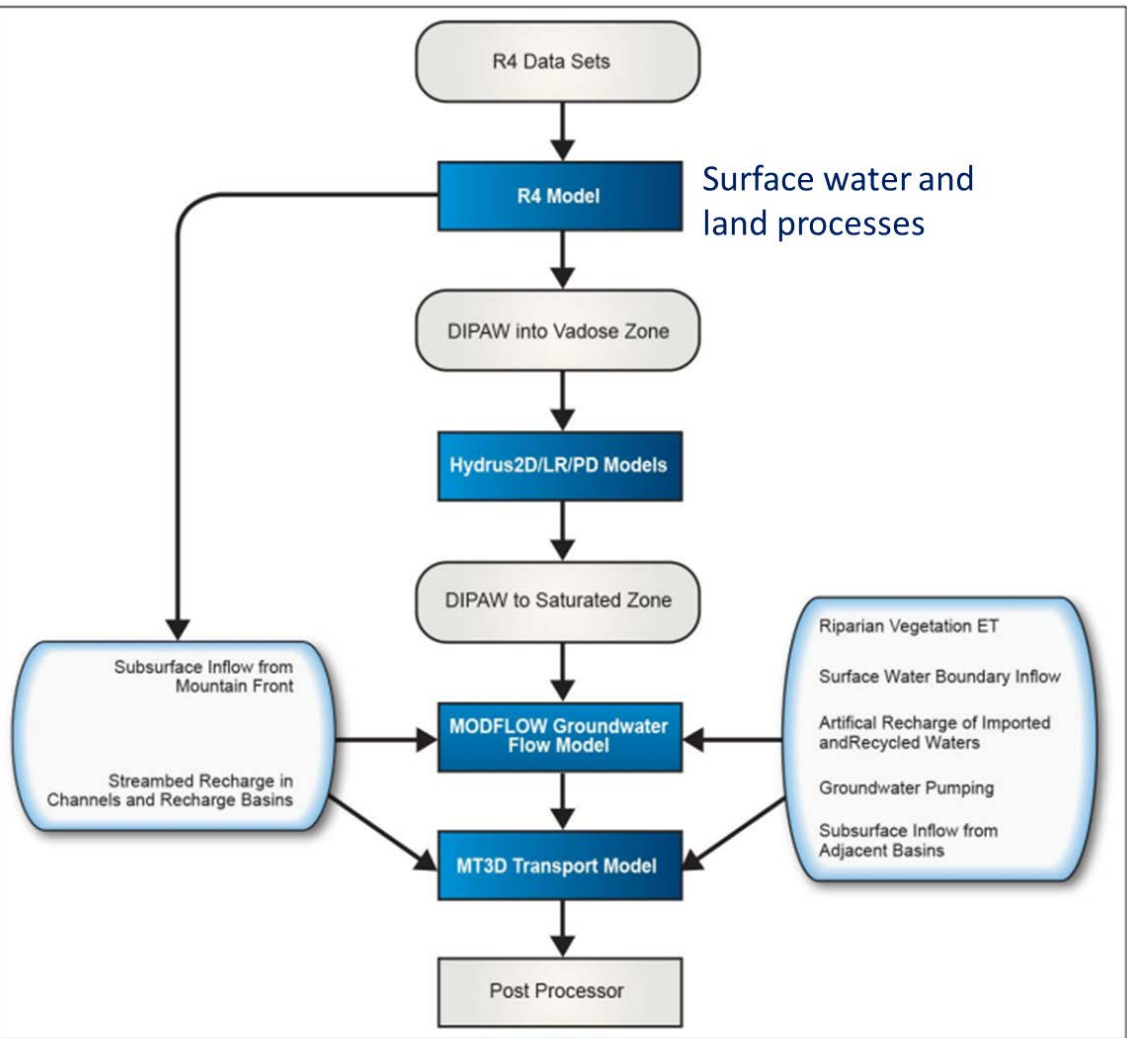 R4 Data Sets
R4 Model
Surface water and
land processes
DIPAW into Vadose Zone
Hydrus2D/LR/PD Models
DIPAW to Saturated Zone
Subsurface Inflow from
Mountain Front
Streambed Recharge in
Channels and Recharge Basins
MODFLOW Groundwater
Flow Model
Riparian Vegetation ET
Surface Water Boundary Inflow
Artifical Recharge of Imported
andRecycled Waters
Groundwater Pumping
Subsurface Inflow from
Adjacent Basins
MT3D Transport Model
Post Processor